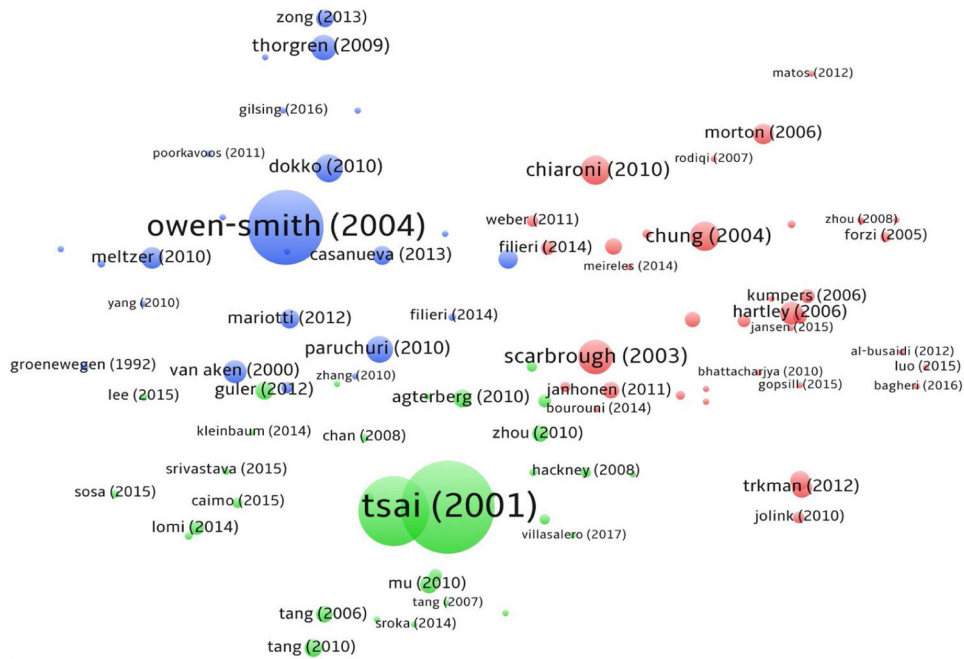 zong (2013)
thorgren (2009)
matos (2012)
gilsing (2016)
morton (2006)
poorkavoos (2011)
rodiqi (2007)
dokko (2010)
chiaroni (2010)
owen-smith (2004)
weber (2011)
zhou (2008)
chung (2004)
forzi (2005)
filieri (2014)
casanueva (2013)
meltzer (2010)
meireles (2014)
kumpers (2006)
yang (2010)
hartley (2006)
filieri (2014)
mariotti (2012)
jansen (2015)
paruchuri (2010)
al-busaidi (2012)
scarbrough (2003)
groenewegen (1992)
luo (2015)
van aken (2000)
bhattacharjya (2010)
zhang (2010)
gopsill (2015)
bagheri (2016)
guler (2012)
janhonen (2011)
lee (2015)
agterberg (2010)
bourouni (2014)
kleinbaum (2014)
zhou (2010)
chan (2008)
srivastava (2015)
hackney (2008)
trkman (2012)
sosa (2015)
caimo (2015)
tsai (2001)
jolink (2010)
lomi (2014)
villasalero (2017)
mu (2010)
tang (2007)
tang (2006)
sroka (2014)
tang (2010)